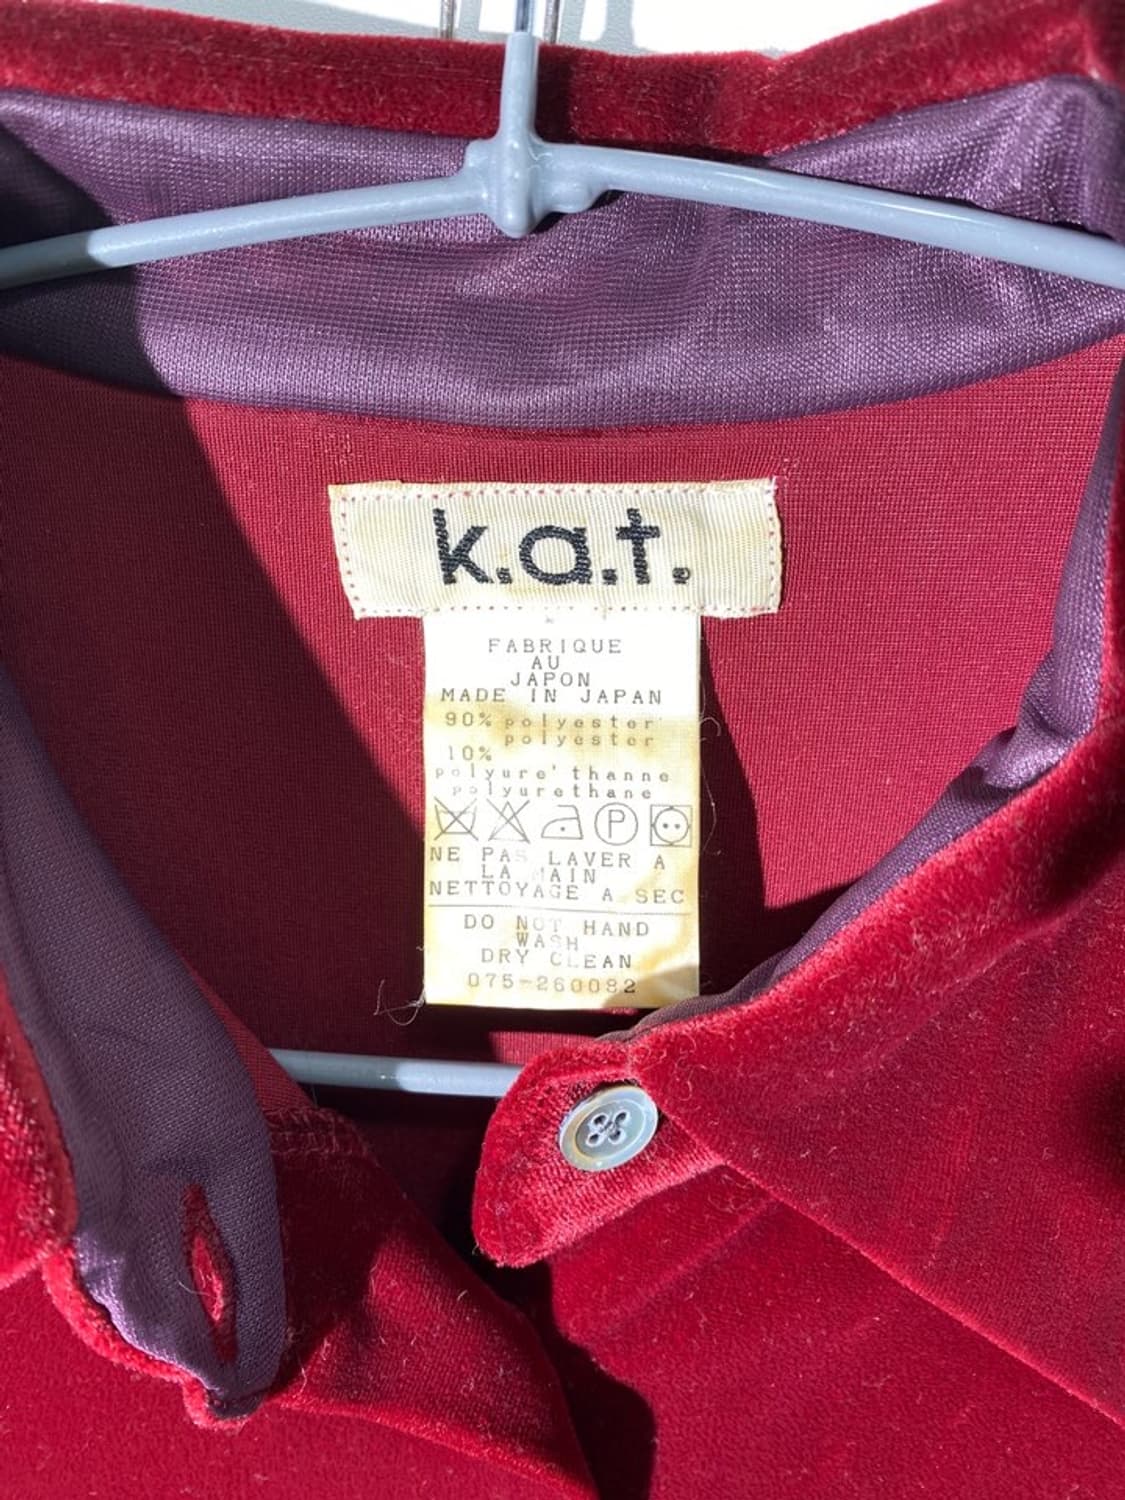 k.a.t.
FABRIQUE
AU
JAPON
MADE IN JAPAN
90% polyester
polyester
10%
polyure'thanne
polyurethane
P
NE PAS LAVER A
LA MAIN
NETTOYAGE A SEC
DO NOT HAND
WASH
DRY CLEAN
075-260082